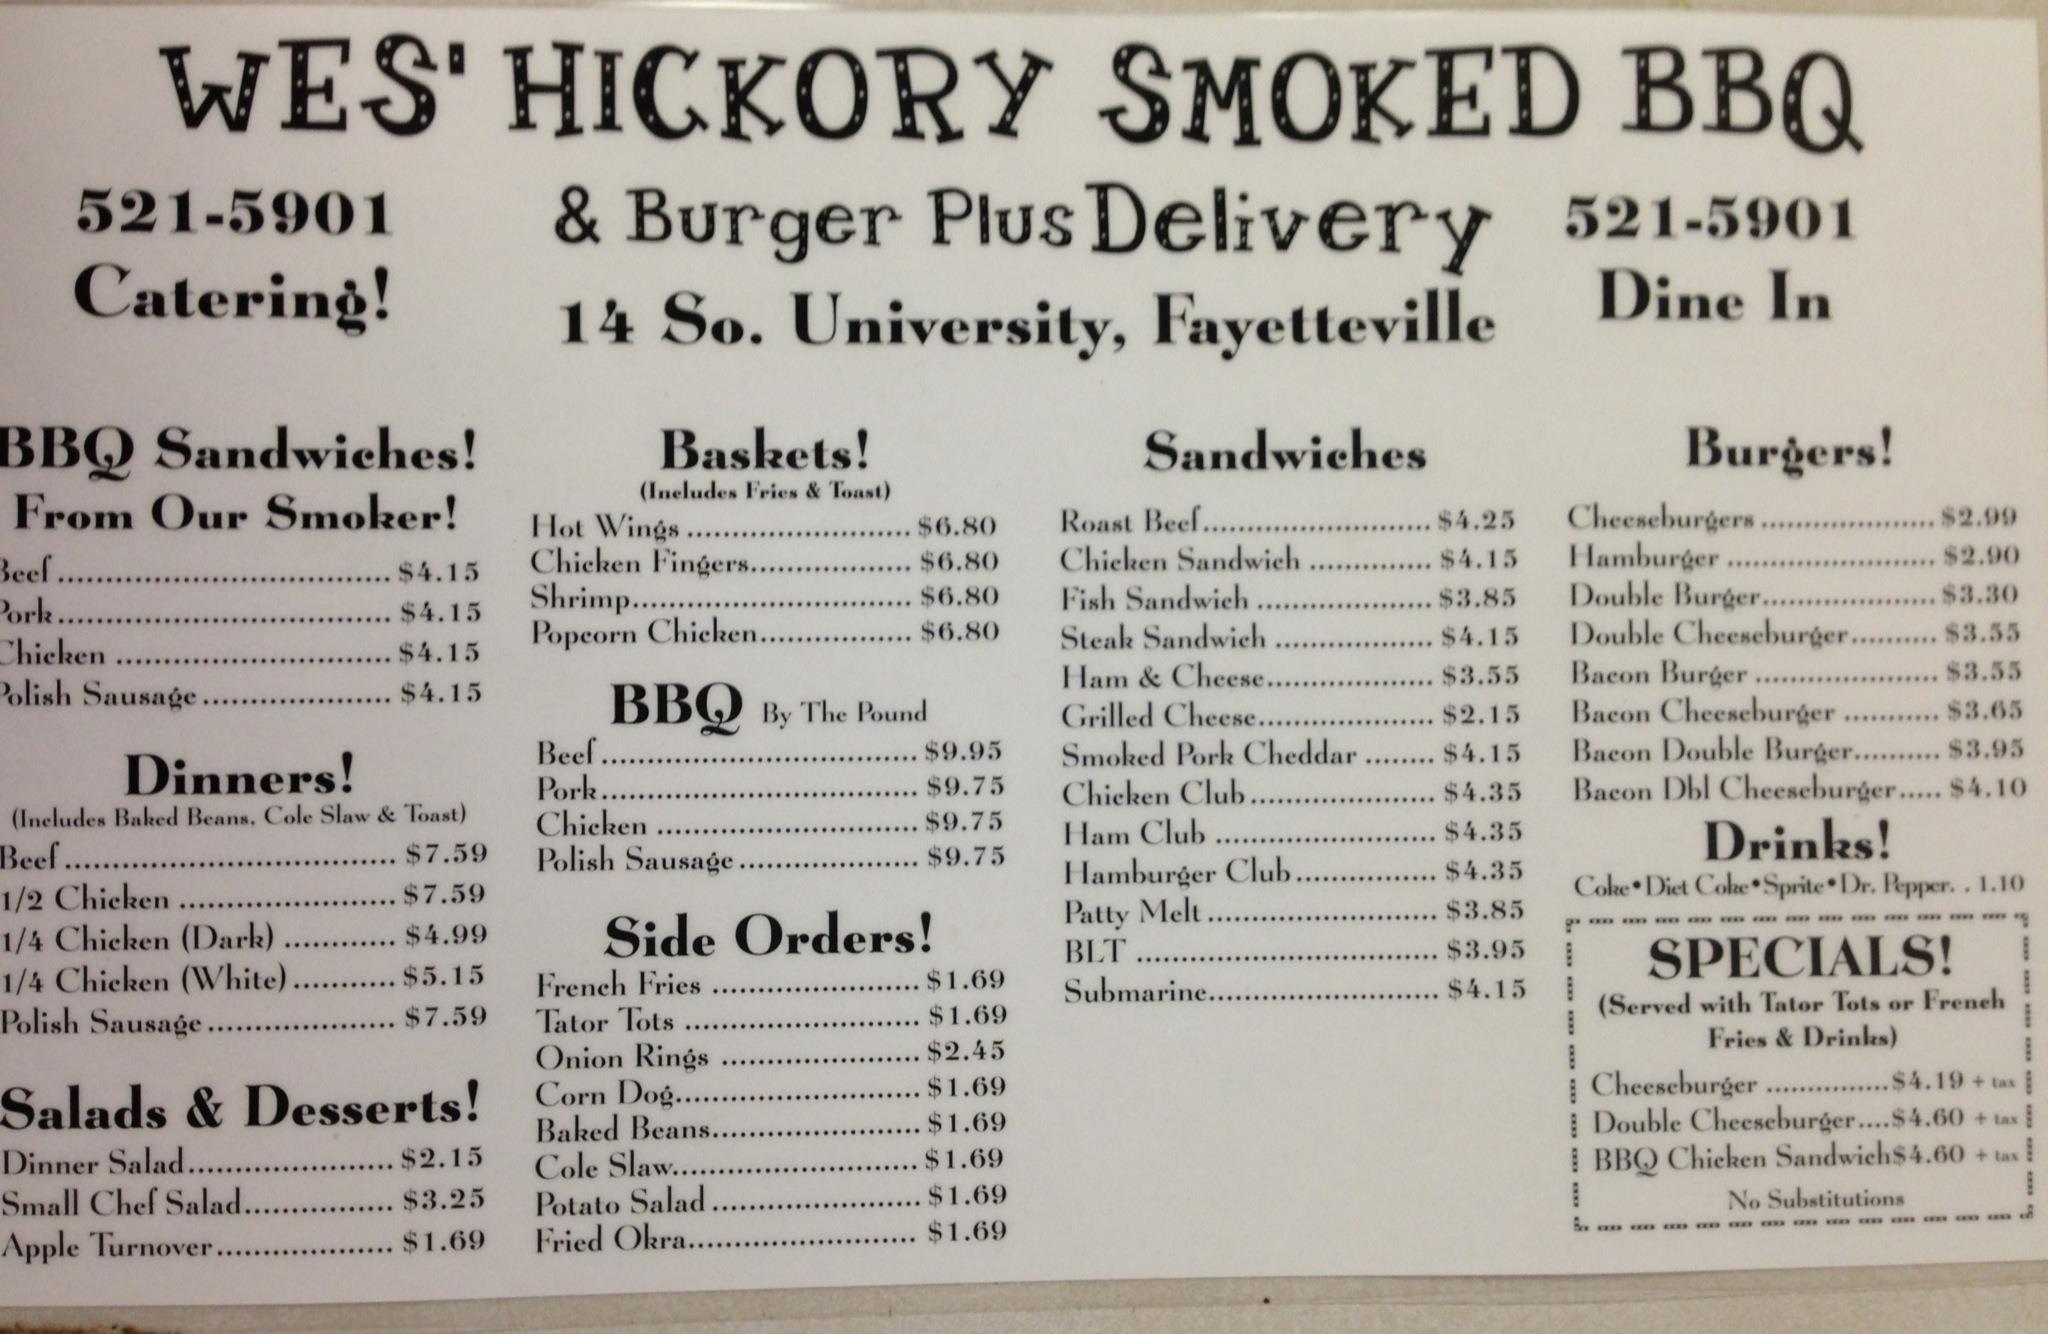 WES' HICKORY SMOKED BBQ
521-5901
Catering!
& Burger Plus Delivery
14 So. University, Fayetteville
521-5901
Dine In
BBQ Sandwiches!
From Our Smoker!
Beef ........ $4.15
Pork ........ $4.15
Chicken ........ $4.15
Polish Sausage ........ $4.15
Dinners!
(Includes Baked Beans, Cole Slaw & Toast)
Beef ........ $7.59
1/2 Chicken ........ $7.59
1/4 Chicken (Dark) ........ $4.99
1/4 Chicken (White) ........ $5.15
Polish Sausage ........ $7.59
Salads & Desserts!
Dinner Salad ........ $2.15
Small Chef Salad ........ $3.25
Apple Turnover ........ $1.69
Baskets!
(Includes Fries & Toast)
Hot Wings ........ $6.80
Chicken Fingers ........ $6.80
Shrimp ........ $6.80
Popcorn Chicken ........ $6.80
BBQ By The Pound
Beef ........ $9.95
Pork ........ $9.75
Chicken ........ $9.75
Polish Sausage ........ $9.75
Side Orders!
French Fries ........ $1.69
Tator Tots ........ $1.69
Onion Rings ........ $2.45
Corn Dog ........ $1.69
Baked Beans ........ $1.69
Cole Slaw ........ $1.69
Potato Salad ........ $1.69
Fried Okra ........ $1.69
Sandwiches
Roast Beef ........ $4.25
Chicken Sandwich ........ $4.15
Fish Sandwich ........ $3.85
Steak Sandwich ........ $4.15
Ham & Cheese ........ $3.55
Grilled Cheese ........ $2.15
Smoked Pork Cheddar ........ $4.15
Chicken Club ........ $4.35
Ham Club ........ $4.35
Hamburger Club ........ $4.35
Patty Melt ........ $3.85
BLT ........ $3.95
Submarine ........ $4.15
Burgers!
Cheeseburgers ........ $2.99
Hamburger ........ $2.90
Double Burger ........ $3.30
Double Cheeseburger ........ $3.55
Bacon Burger ........ $3.55
Bacon Cheeseburger ........ $3.65
Bacon Double Burger ........ $3.95
Bacon Dbl Cheeseburger ..... $4.10
Drinks!
Coke•Diet Coke•Sprite•Dr. Pepper. . 1.10
SPECIALS!
(Served with Tator Tots or French
Fries & Drinks)
Cheeseburger ........ $4.19 + tax
Double Cheeseburger....$4.60 + tax
BBQ Chicken Sandwich$4.60 + tax
No Substitutions